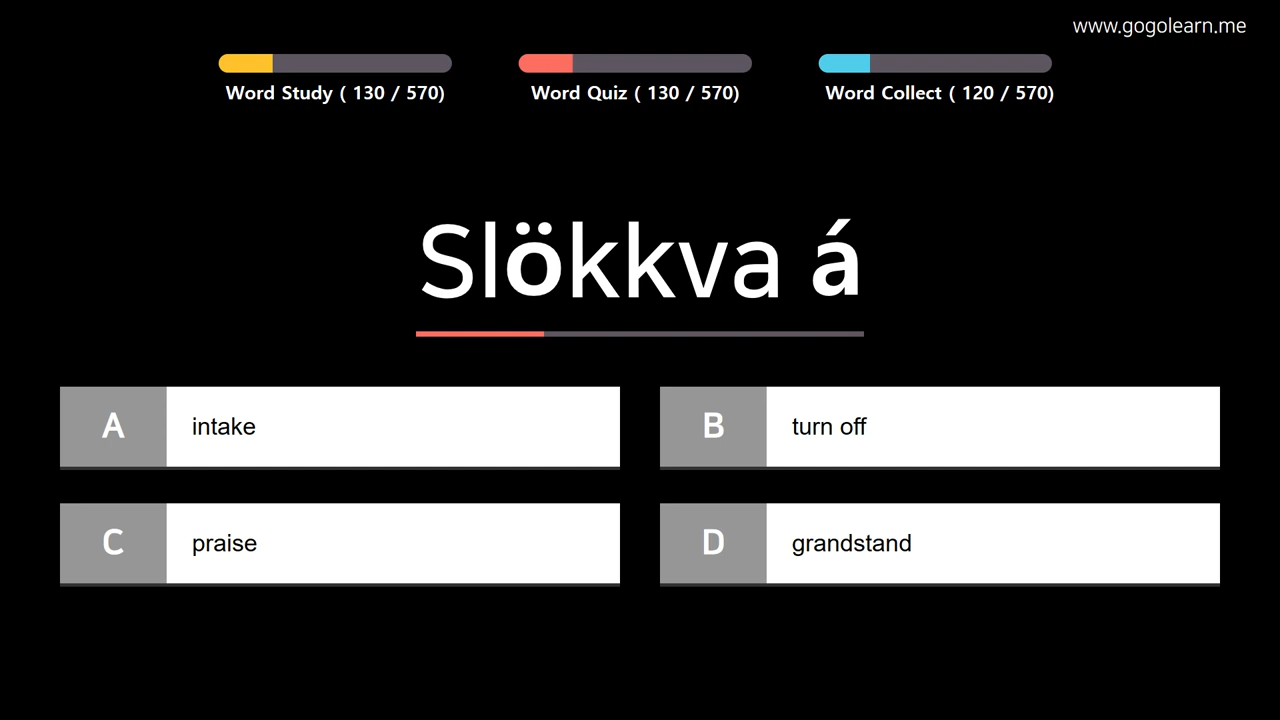 www.gogolearn.me
Word Study ( 130 / 570)
Word Quiz ( 130 / 570)
Word Collect ( 120 / 570)
Slökkva á
A intake
B turn off
C praise
D grandstand